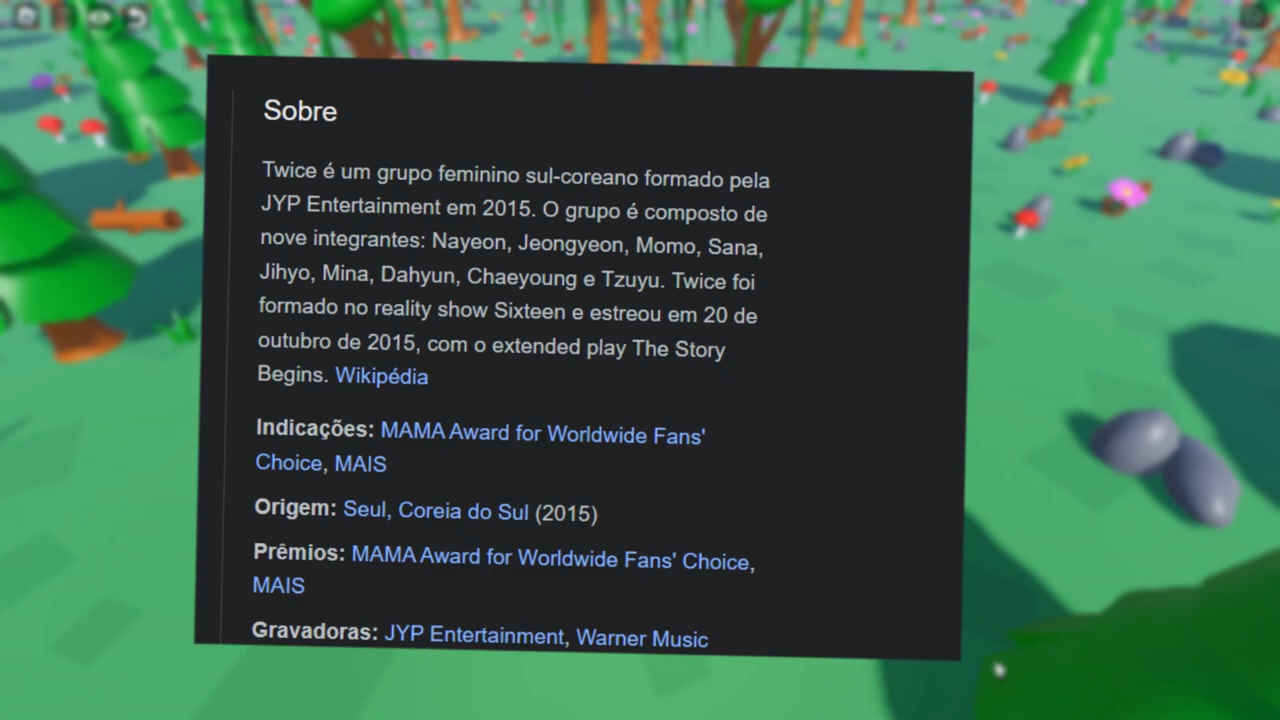 Sobre
Twice é um grupo feminino sul-coreano formado pela
JYP Entertainment em 2015. O grupo é composto de
nove integrantes: Nayeon, Jeongyeon, Momo, Sana,
Jihyo, Mina, Dahyun, Chaeyoung e Tzuyu. Twice foi
formado no reality show Sixteen e estreou em 20 de
outubro de 2015, com o extended play The Story
Begins. Wikipédia
Indicações: MAMA Award for Worldwide Fans'
Choice, MAIS
Origem: Seul, Coreia do Sul (2015)
Prêmios: MAMA Award for Worldwide Fans' Choice,
MAIS
Gravadoras: JYP Entertainment, Warner Music